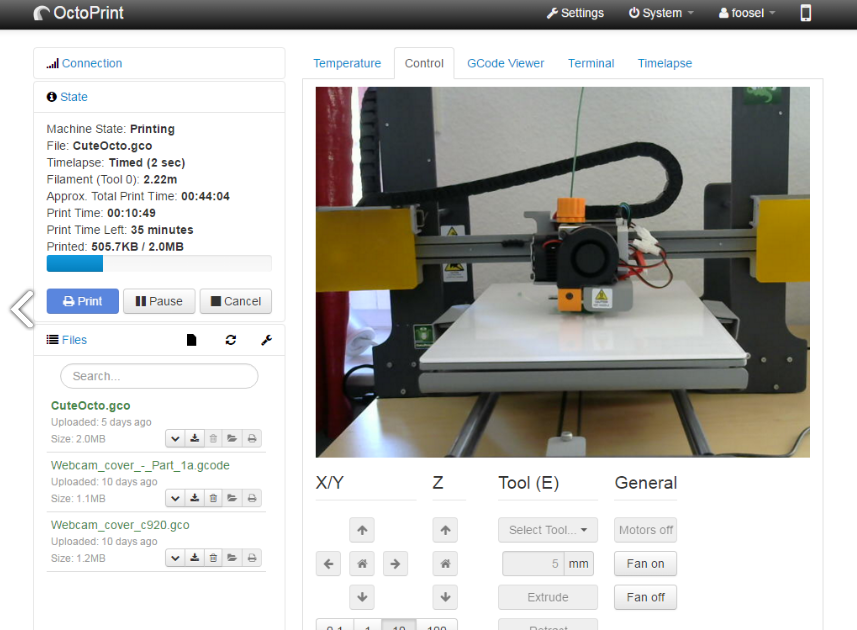 OctoPrint
Settings
System
foosel
Connection
State
Machine State: Printing
File: CuteOcto.gco
Timelapse: Timed (2 sec)
Filament (Tool 0): 2.22m
Approx. Total Print Time: 00:44:04
Print Time: 00:10:49
Print Time Left: 35 minutes
Printed: 505.7KB / 2.0MB
Print
Pause
Cancel
Files
Search...
CuteOcto.gco
Uploaded: 5 days ago
Size: 2.0MB
Webcam_cover_-_Part_1a.gcode
Uploaded: 10 days ago
Size: 1.1MB
Webcam_cover_c920.gco
Uploaded: 10 days ago
Size: 1.2MB
Temperature
Control
GCode Viewer
Terminal
Timelapse
X/Y
Z
Tool (E)
General
Select Tool...
Motors off
5 mm
Fan on
Extrude
Fan off
0.1
1
10
100
Retract